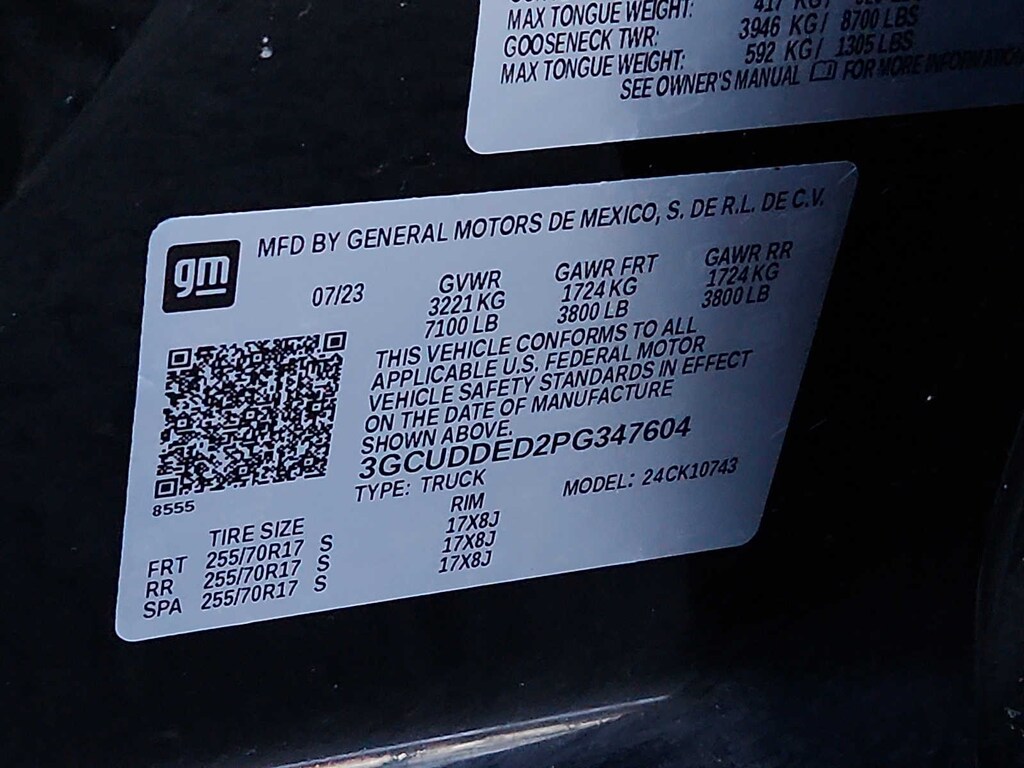 MAX TONGUE WEIGHT: 417 KG/
GOOSENECK TWR: 3946 KG/ 8700 LBS
MAX TONGUE WEIGHT: 592 KG/ 1305 LBS
SEE OWNER'S MANUAL FOR MORE INFORMATION
gm
MFD BY GENERAL MOTORS DE MEXICO, S. DE R.L. DE C.V.
07/23 GVWR GAWR FRT GAWR RR
3221 KG 1724 KG 1724 KG
7100 LB 3800 LB 3800 LB
THIS VEHICLE CONFORMS TO ALL
APPLICABLE U.S. FEDERAL MOTOR
VEHICLE SAFETY STANDARDS IN EFFECT
ON THE DATE OF MANUFACTURE
SHOWN ABOVE.
3GCUDDED2PG347604
TYPE: TRUCK MODEL: 24CK10743
8555
TIRE SIZE RIM
FRT 255/70R17 S 17X8J
RR 255/70R17 S 17X8J
SPA 255/70R17 S 17X8J